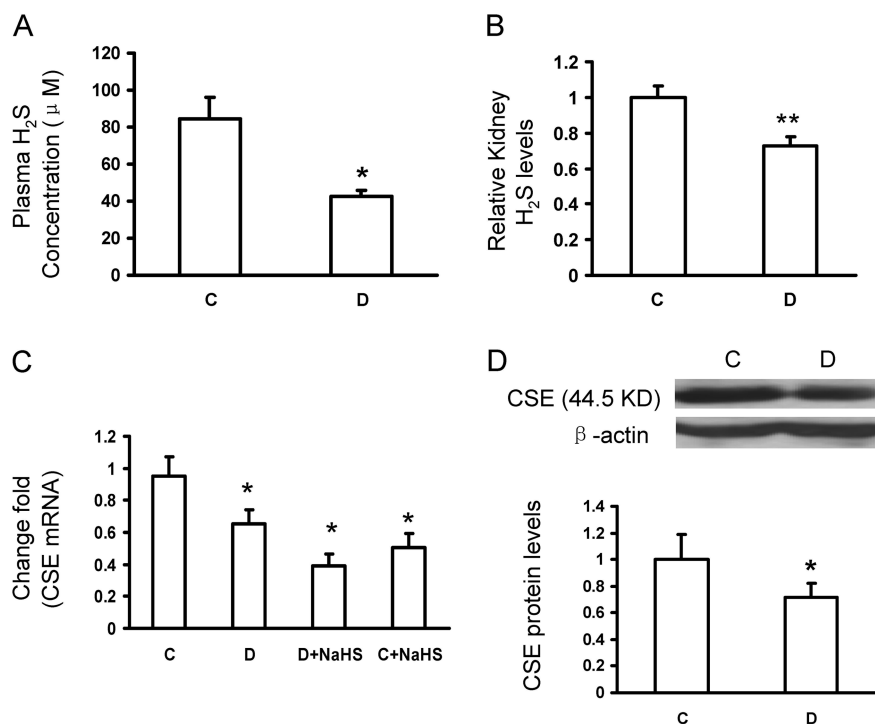 A
Plasma H2S
Concentration ( μ M)
120
100
80
60
40
20
0
*
C
D
B
Relative Kidney
H2S levels
1.2
1
0.8
0.6
0.4
0.2
0
**
C
D
C
Change fold
(CSE mRNA)
1.2
1
0.8
0.6
0.4
0.2
0
*
*
*
C
D
D+NaHS
C+NaHS
D
C D
CSE (44.5 KD)
β -actin
CSE protein levels
1.4
1.2
1
0.8
0.6
0.4
0.2
0
*
C
D